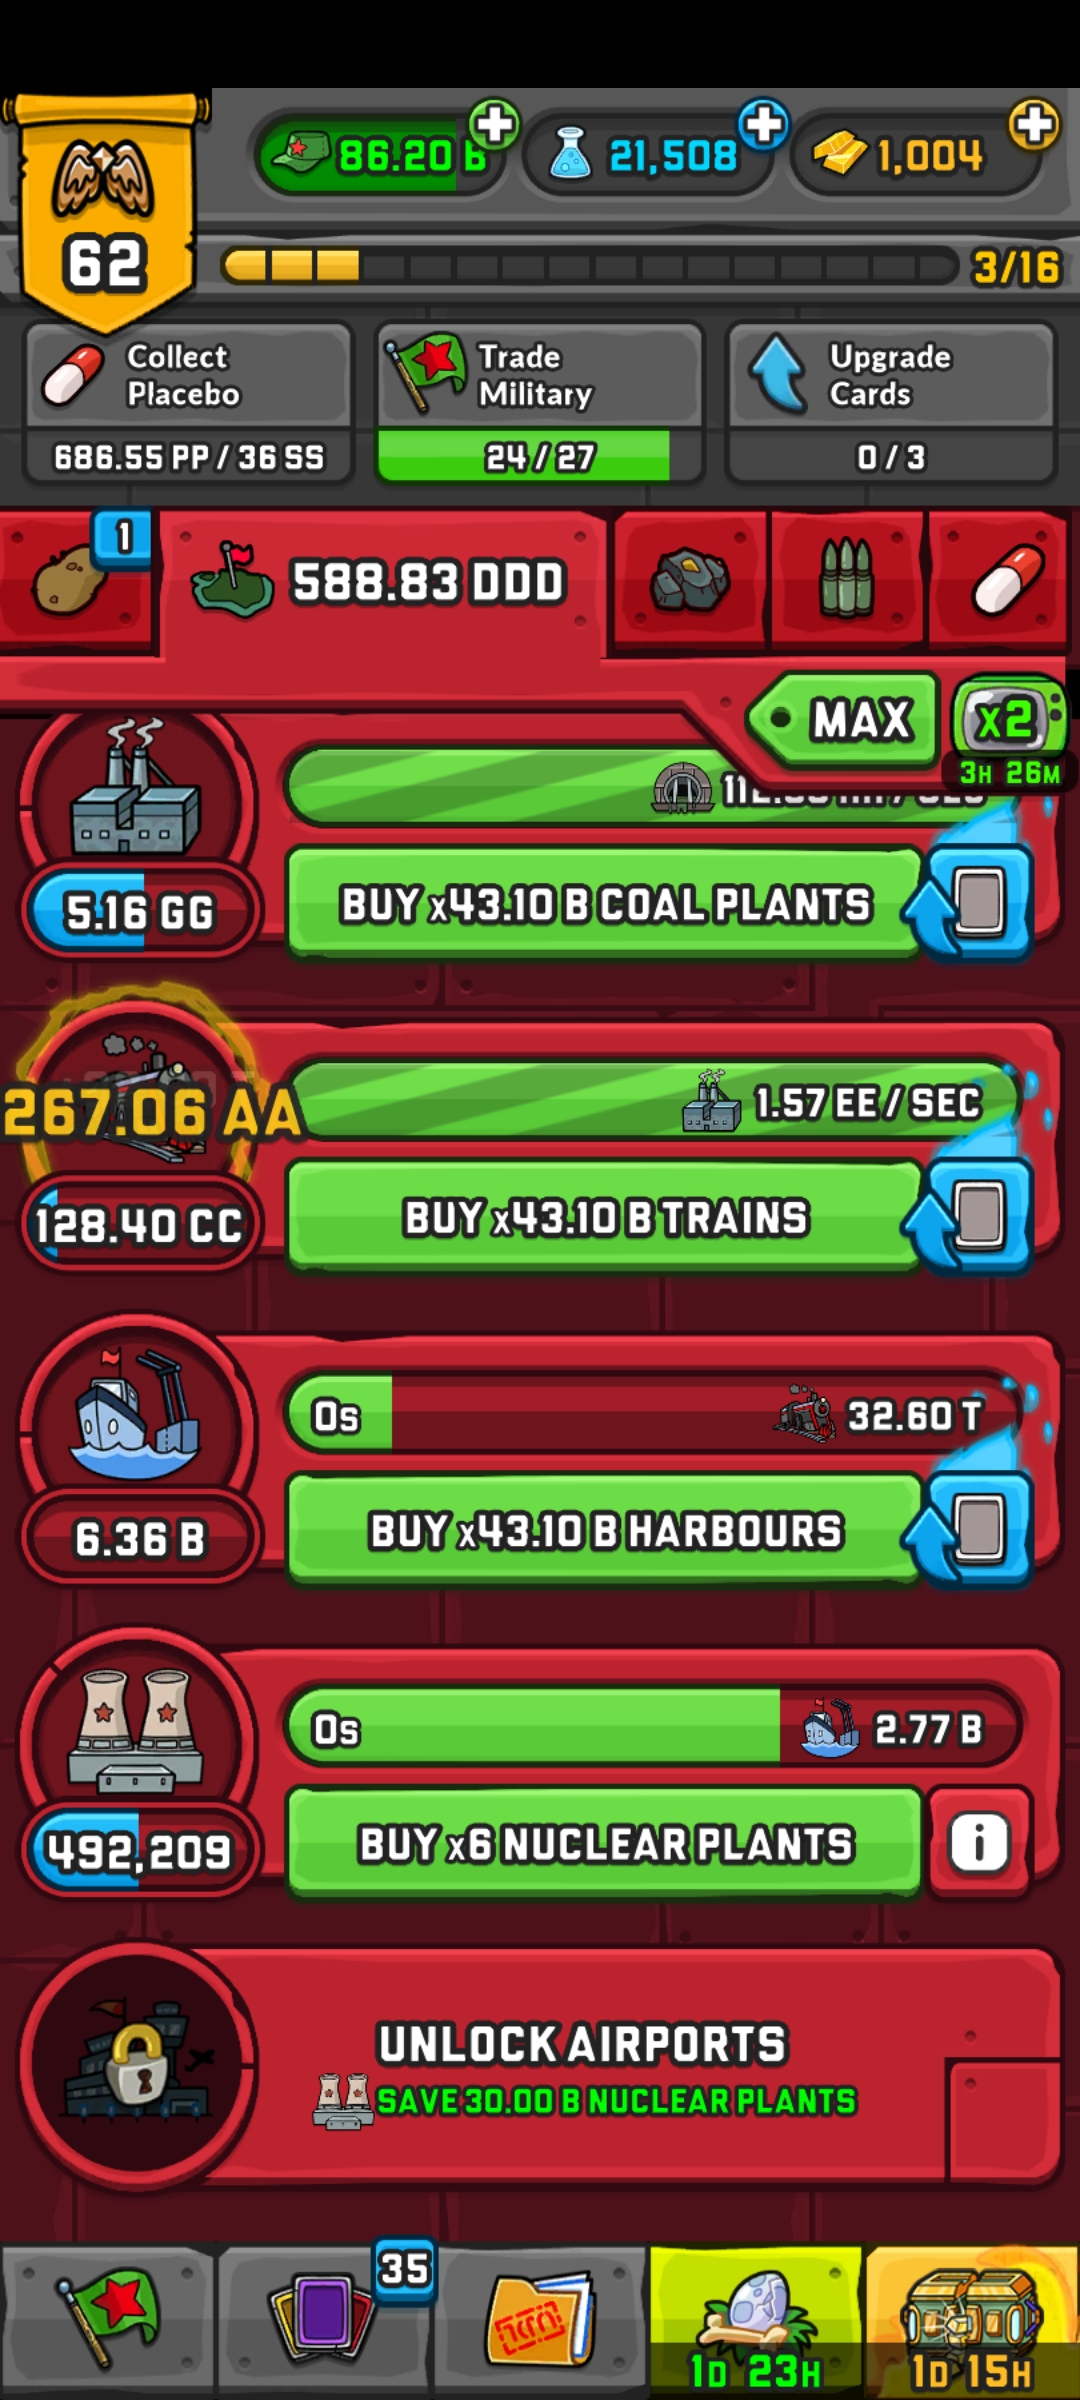 62
86.20 B
21,508
1,004
3/16
Collect
Placebo
686.55 PP / 36 SS
Trade
Military
24 / 27
Upgrade
Cards
0 / 3
1
588.83 DDD
MAX
x2
3H 26M
5.16 GG
BUY x43.10 B COAL PLANTS
267.06 AA
1.57 EE / SEC
128.40 CC
BUY x43.10 B TRAINS
0s
32.60 T
6.36 B
BUY x43.10 B HARBOURS
0s
2.77 B
492,209
BUY x6 NUCLEAR PLANTS
i
UNLOCK AIRPORTS
SAVE 30.00 B NUCLEAR PLANTS
35
1D 23H
1D 15H